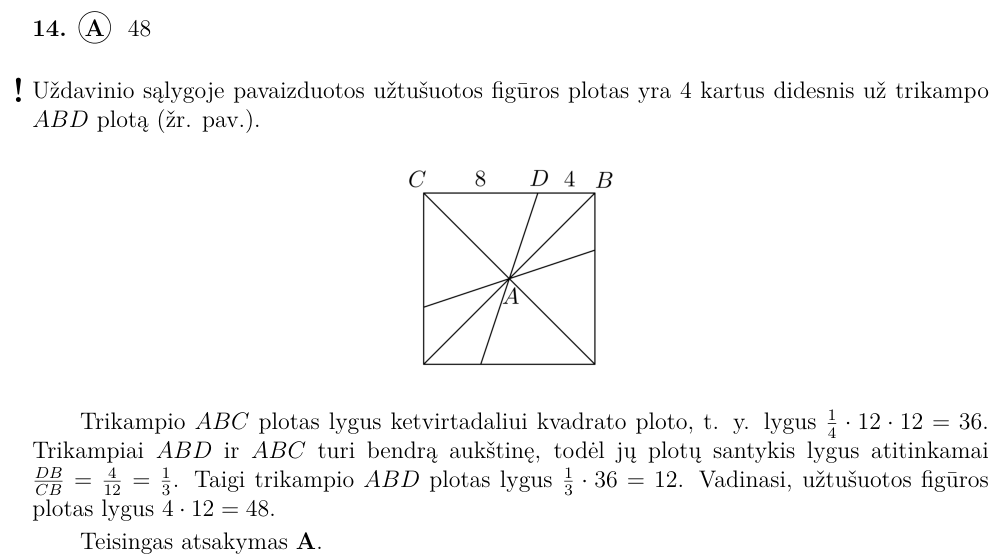 14. A 48
! Uždavinio sąlygoje pavaizduotos užtušuotos figūros plotas yra 4 kartus didesnis už trikampo
ABD plotą (žr. pav.).
C 8 D 4 B
A
Trikampio ABC plotas lygus ketvirtadaliui kvadrato ploto, t. y. lygus 1/4 · 12 · 12 = 36.
Trikampiai ABD ir ABC turi bendrą aukštinę, todėl jų plotų santykis lygus atitinkamai
DB/CB = 4/12 = 1/3. Taigi trikampio ABD plotas lygus 1/3 · 36 = 12. Vadinasi, užtušuotos figūros
plotas lygus 4 · 12 = 48.
Teisingas atsakymas A.